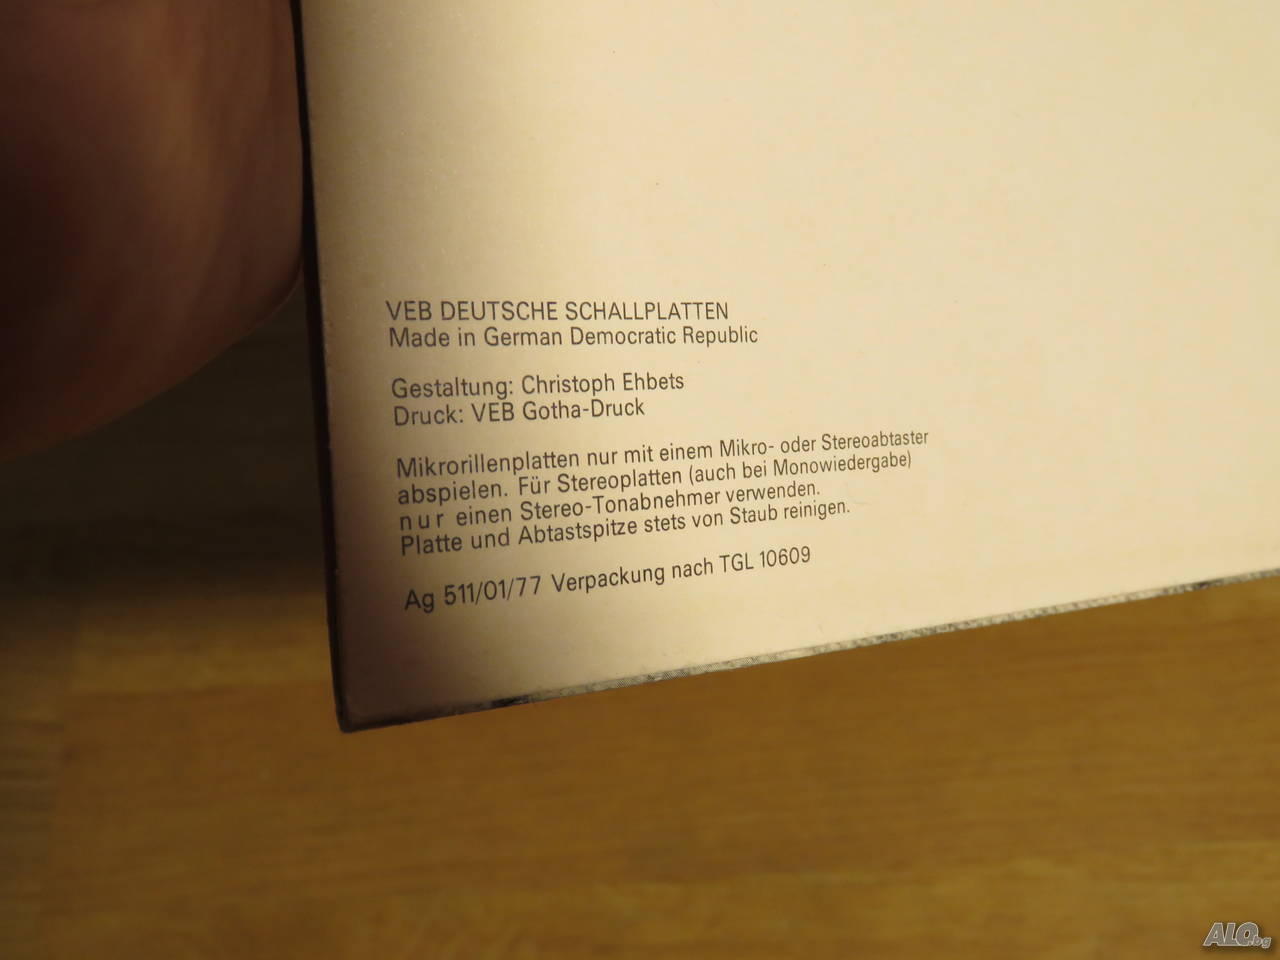 VEB DEUTSCHE SCHALLPLATTEN
Made in German Democratic Republic
Gestaltung: Christoph Ehbets
Druck: VEB Gotha-Druck
Mikrorillenplatten nur mit einem Mikro- oder Stereoabtaster
abspielen. Für Stereoplatten (auch bei Monowiedergabe)
nur einen Stereo-Tonabnehmer verwenden.
Platte und Abtastspitze stets von Staub reinigen.
Ag 511/01/77 Verpackung nach TGL 10609
ALO.bg